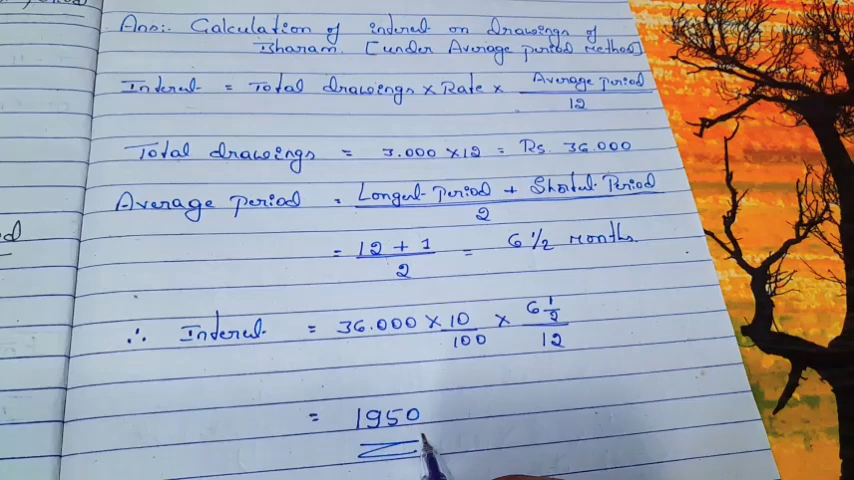 Ans:- Calculation of interest on drawings of
Dharam [under Average period Method]
Interest = Total drawings × Rate × Average Period
12
Total drawings = 3.000 × 12 = Rs. 36.000
Average Period = Longest Period + Shortest Period
2
= 12 + 1 = 6 1/2 months.
2
∴ Interest = 36.000 × 10 × 6 1/2
100 12
= 1950